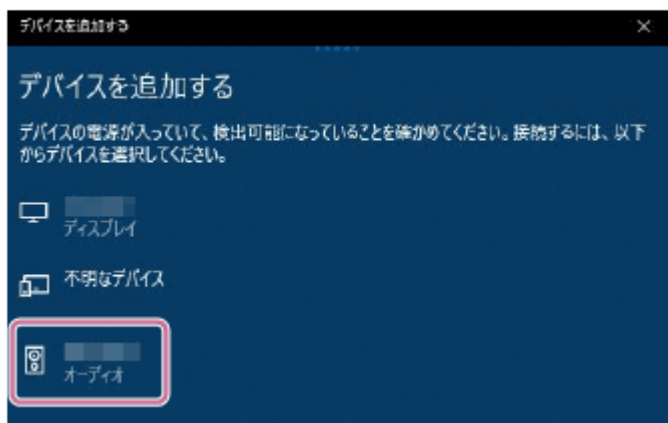 デバイスを追加する
デバイスを追加する
デバイスの電源が入っていて、検出可能になっていることを確かめてください。接続するには、以下
からデバイスを選択してください。
ディスプレイ
不明なデバイス
オーディオ